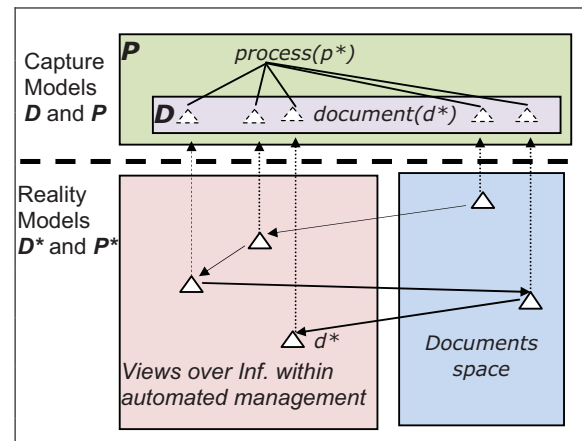 Capture
Models
D and P
P
process(p*)
D
document(d*)
Reality
Models
D* and P*
d*
Views over Inf. within
automated management
Documents
space